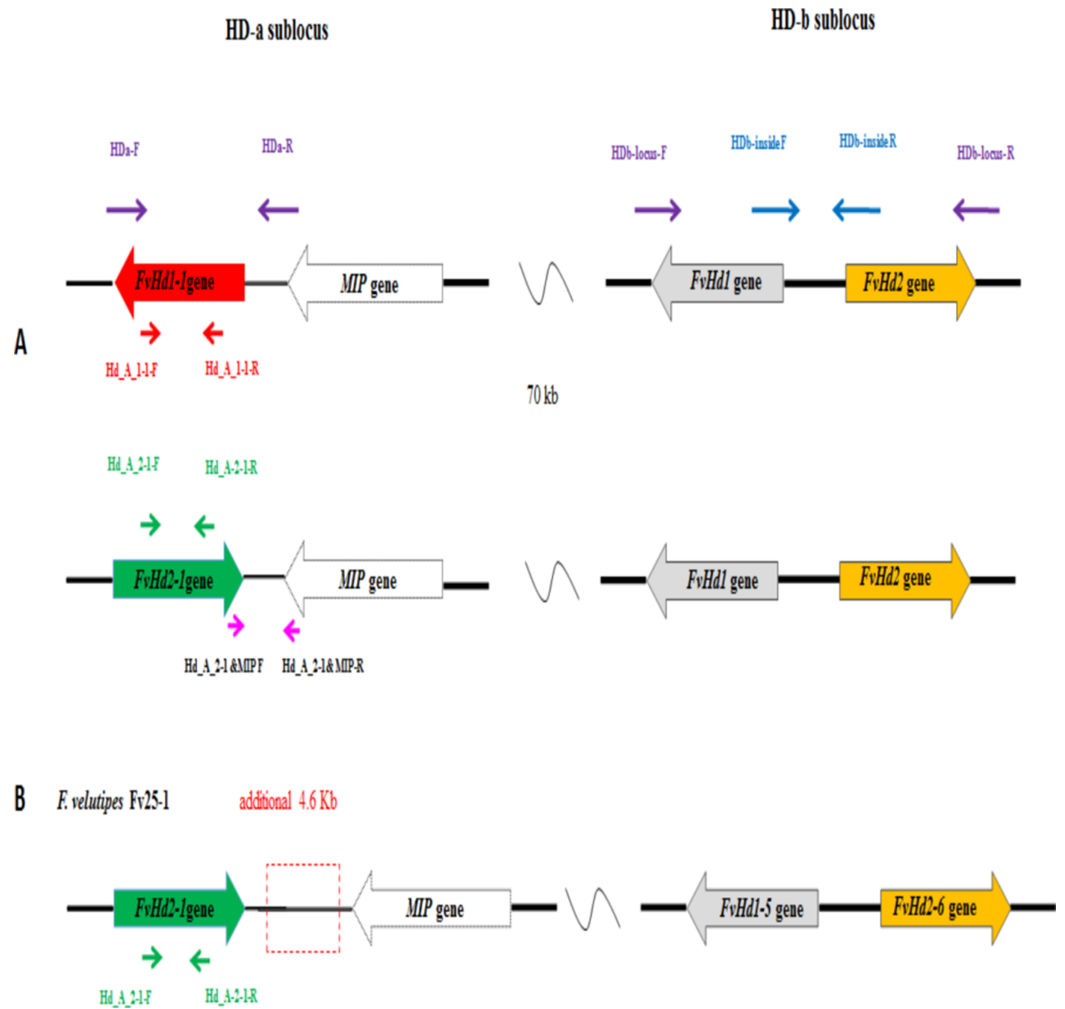 HD-a sublocus
HD-b sublocus
HDa-F
HDa-R
HDb-locus-F
HDb-insideF
HDb-insideR
HDb-locus-R
FvHd1-1gene
MIP gene
FvHd1 gene
FvHd2 gene
A
Hd_A_1-1-F
Hd_A_1-1-R
70 kb
Hd_A_2-1-F
Hd_A-2-1-R
FvHd2-1gene
MIP gene
FvHd1 gene
FvHd2 gene
Hd_A_2-1 &MIP F
Hd_A_2-1& MIP-R
B
F. velutipes Fv25-1
additional 4.6 Kb
FvHd2-1gene
MIP gene
FvHd1-5 gene
FvHd2-6 gene
Hd_A_2-1-F
Hd_A-2-1-R